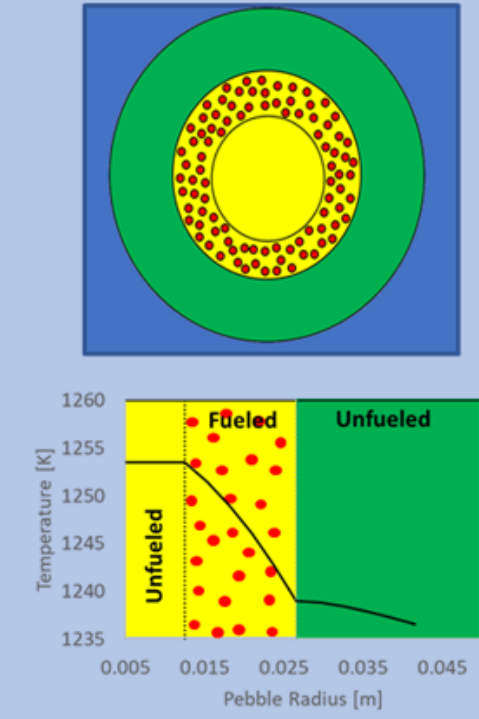 1260
Fueled
Unfueled
1255
1250
1245
1240
1235
Temperature [K]
Unfueled
0.005 0.015 0.025 0.035 0.045
Pebble Radius [m]